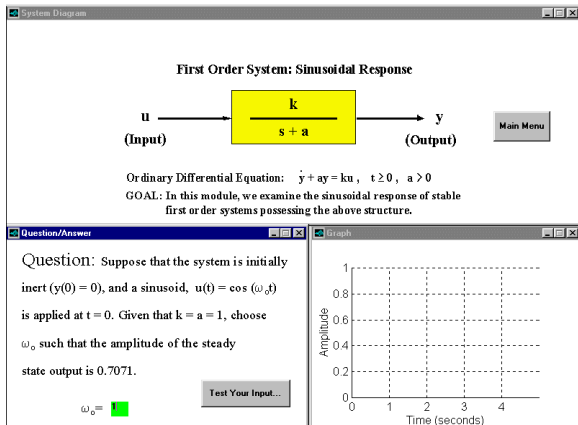 System Diagram
First Order System: Sinusoidal Response
k
u
s + a
y
(Input)
(Output)
Main Menu
Ordinary Differential Equation: ẏ + ay = ku , t ≥ 0 , a > 0
GOAL: In this module, we examine the sinusoidal response of stable
first order systems possessing the above structure.
Question/Answer
Question: Suppose that the system is initially
inert (y(0) = 0), and a sinusoid, u(t) = cos (ωₒt)
is applied at t = 0. Given that k = a = 1, choose
ωₒ such that the amplitude of the steady
state output is 0.7071.
Test Your Input...
ωₒ= 1
Graph
1
0.8
0.6
0.4
0.2
0
Amplitude
0 1 2 3 4
Time (seconds)